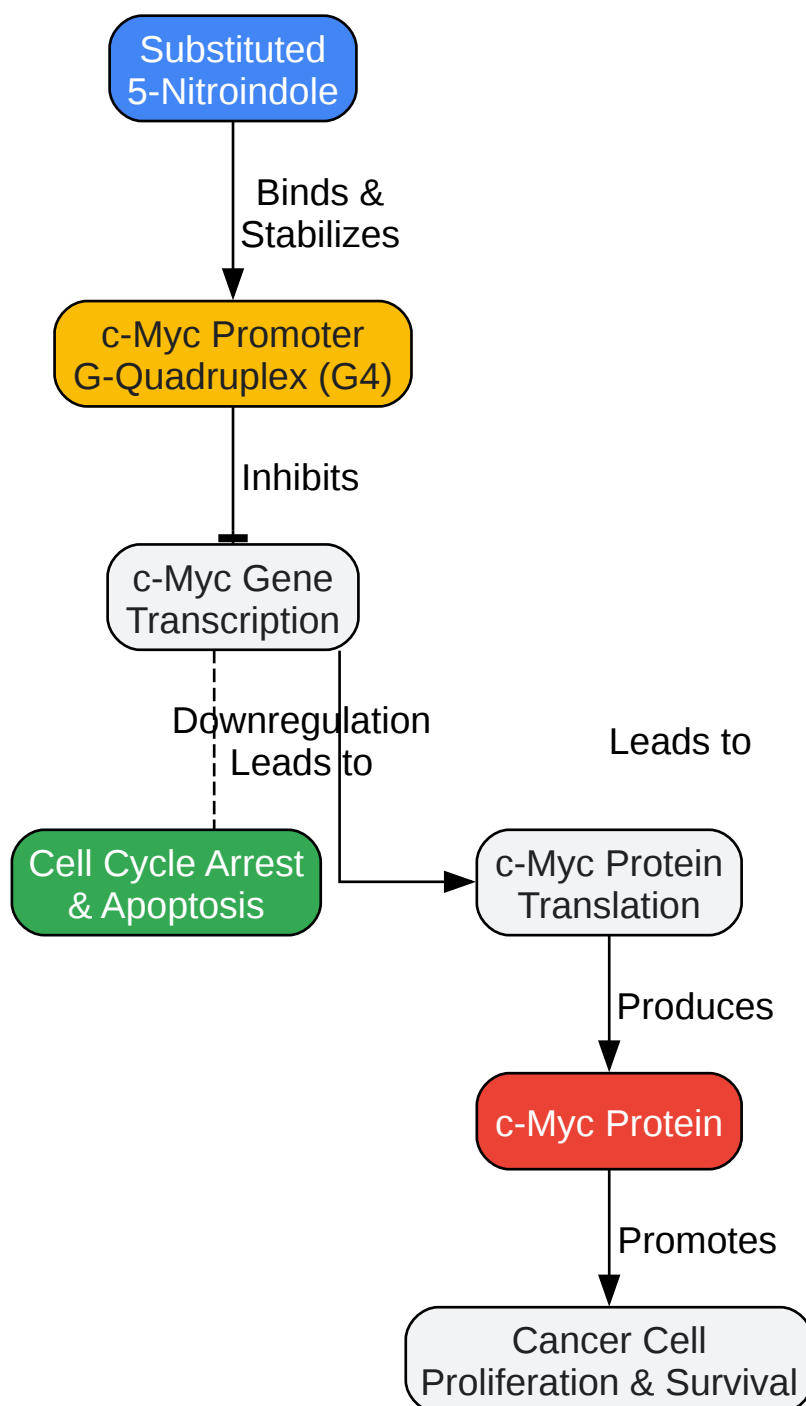 Substituted
5-Nitroindole
Binds &
Stabilizes
c-Myc Promoter
G-Quadruplex (G4)
Inhibits
c-Myc Gene
Transcription
Downregulation
Leads to
Leads to
Cell Cycle Arrest
& Apoptosis
c-Myc Protein
Translation
Produces
c-Myc Protein
Promotes
Cancer Cell
Proliferation & Survival